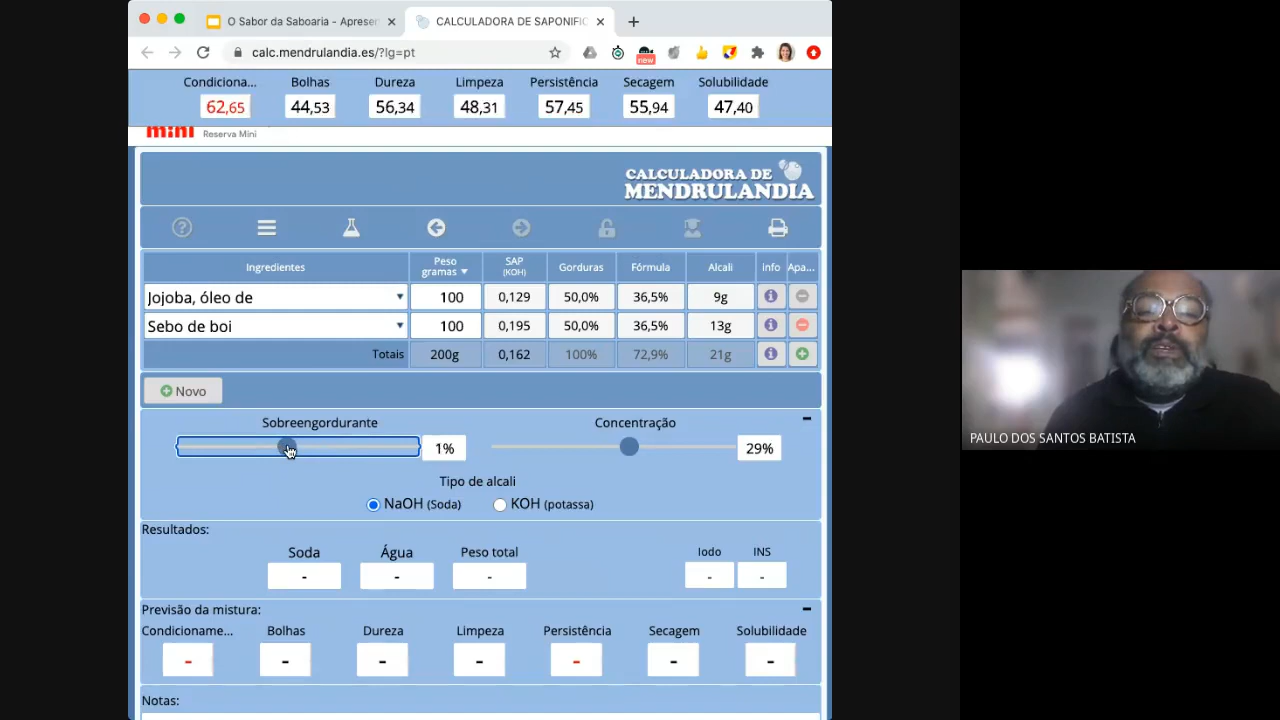 O Sabor da Saboaria - Apresen
CALCULADORA DE SAPONIFIC
calc.mendrulandia.es/?lg=pt
new
Condiciona... Bolhas Dureza Limpeza Persistência Secagem Solubilidade
62,65 44,53 56,34 48,31 57,45 55,94 47,40
mini Reserva Mini
CALCULADORA DE
MENDRULANDIA
Ingredientes Peso gramas SAP (KOH) Gorduras Fórmula Alcali Info Apa...
Jojoba, óleo de 100 0,129 50,0% 36,5% 9g
Sebo de boi 100 0,195 50,0% 36,5% 13g
Totais 200g 0,162 100% 72,9% 21g
Novo
Sobreengordurante Concentração
1% 29%
Tipo de alcali
NaOH (Soda) KOH (potassa)
Resultados:
Soda Água Peso total Iodo INS
- - - - -
Previsão da mistura:
Condicioname... Bolhas Dureza Limpeza Persistência Secagem Solubilidade
- - - - - - -
Notas:
PAULO DOS SANTOS BATISTA